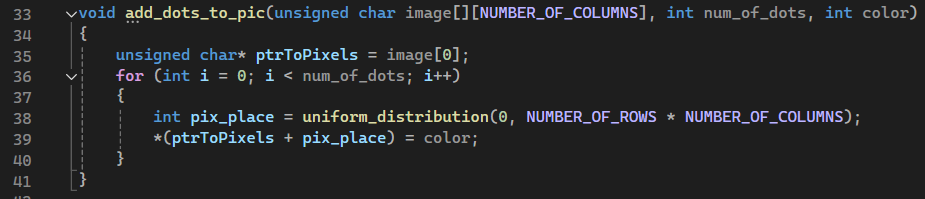 33 void add_dots_to_pic(unsigned char image[][NUMBER_OF_COLUMNS], int num_of_dots, int color)
34 {
35 unsigned char* ptrToPixels = image[0];
36 for (int i = 0; i < num_of_dots; i++)
37 {
38 int pix_place = uniform_distribution(0, NUMBER_OF_ROWS * NUMBER_OF_COLUMNS);
39 *(ptrToPixels + pix_place) = color;
40 }
41 }